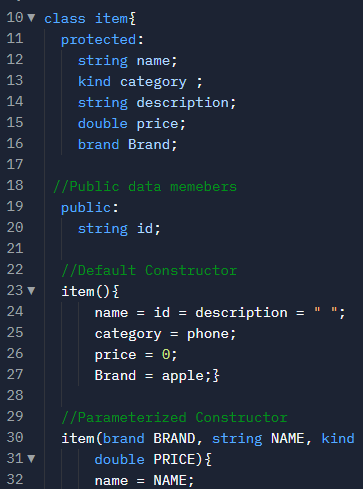 10 class item{
11 protected:
12 string name;
13 kind category ;
14 string description;
15 double price;
16 brand Brand;
17
18 //Public data memebers
19 public:
20 string id;
21
22 //Default Constructor
23 item(){
24 name = id = description = " ";
25 category = phone;
26 price = 0;
27 Brand = apple;}
28
29 //Parameterized Constructor
30 item(brand BRAND, string NAME, kind
31 double PRICE){
32 name = NAME;